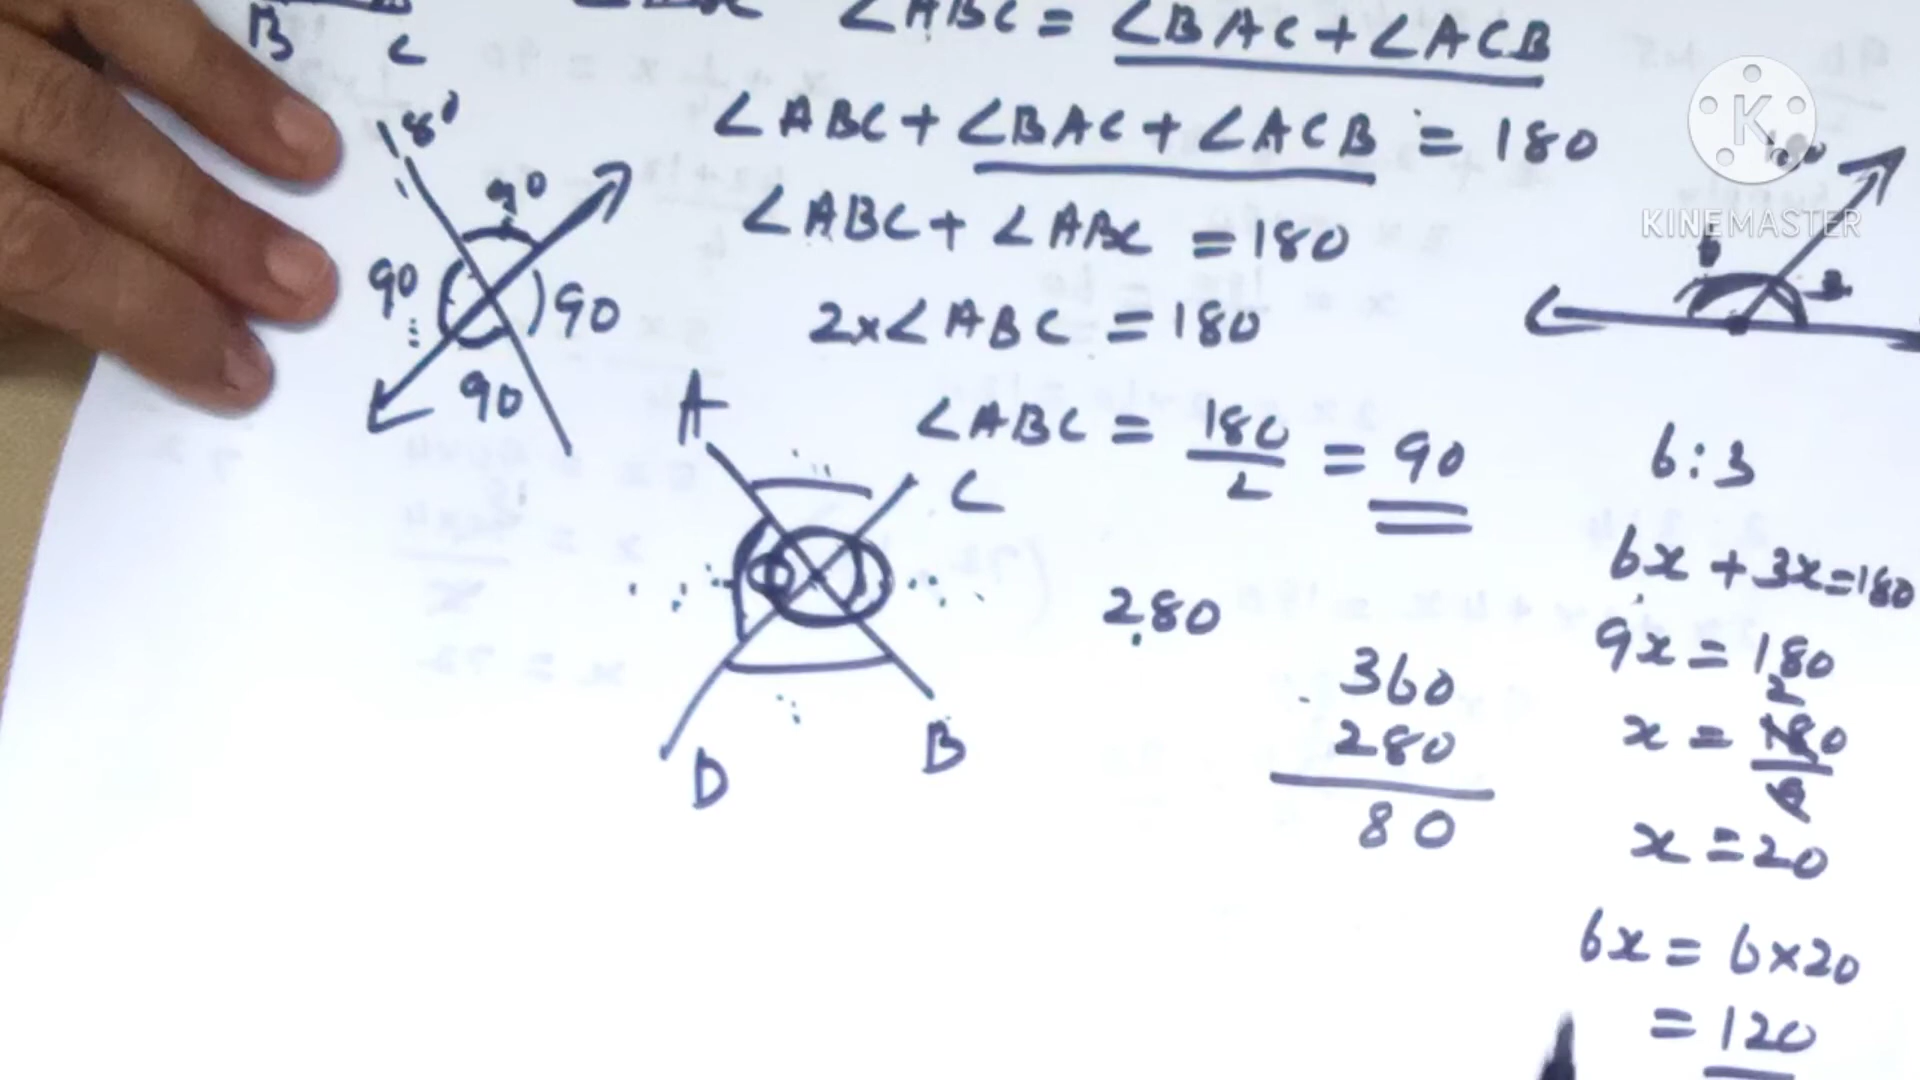 B C
∠ABC = ∠BAC + ∠ACB
∠ABC + ∠BAC + ∠ACB = 180
∠ABC + ∠ABC = 180
2x∠ABC = 180
∠ABC = 180/2 = 90
90
90
90
90
A
C
D
B
280
360
280
80
K
KINEMASTER
6:3
6x + 3x = 180
9x = 180
x = 180/9
2
x = 20
6x = 6×20
= 120